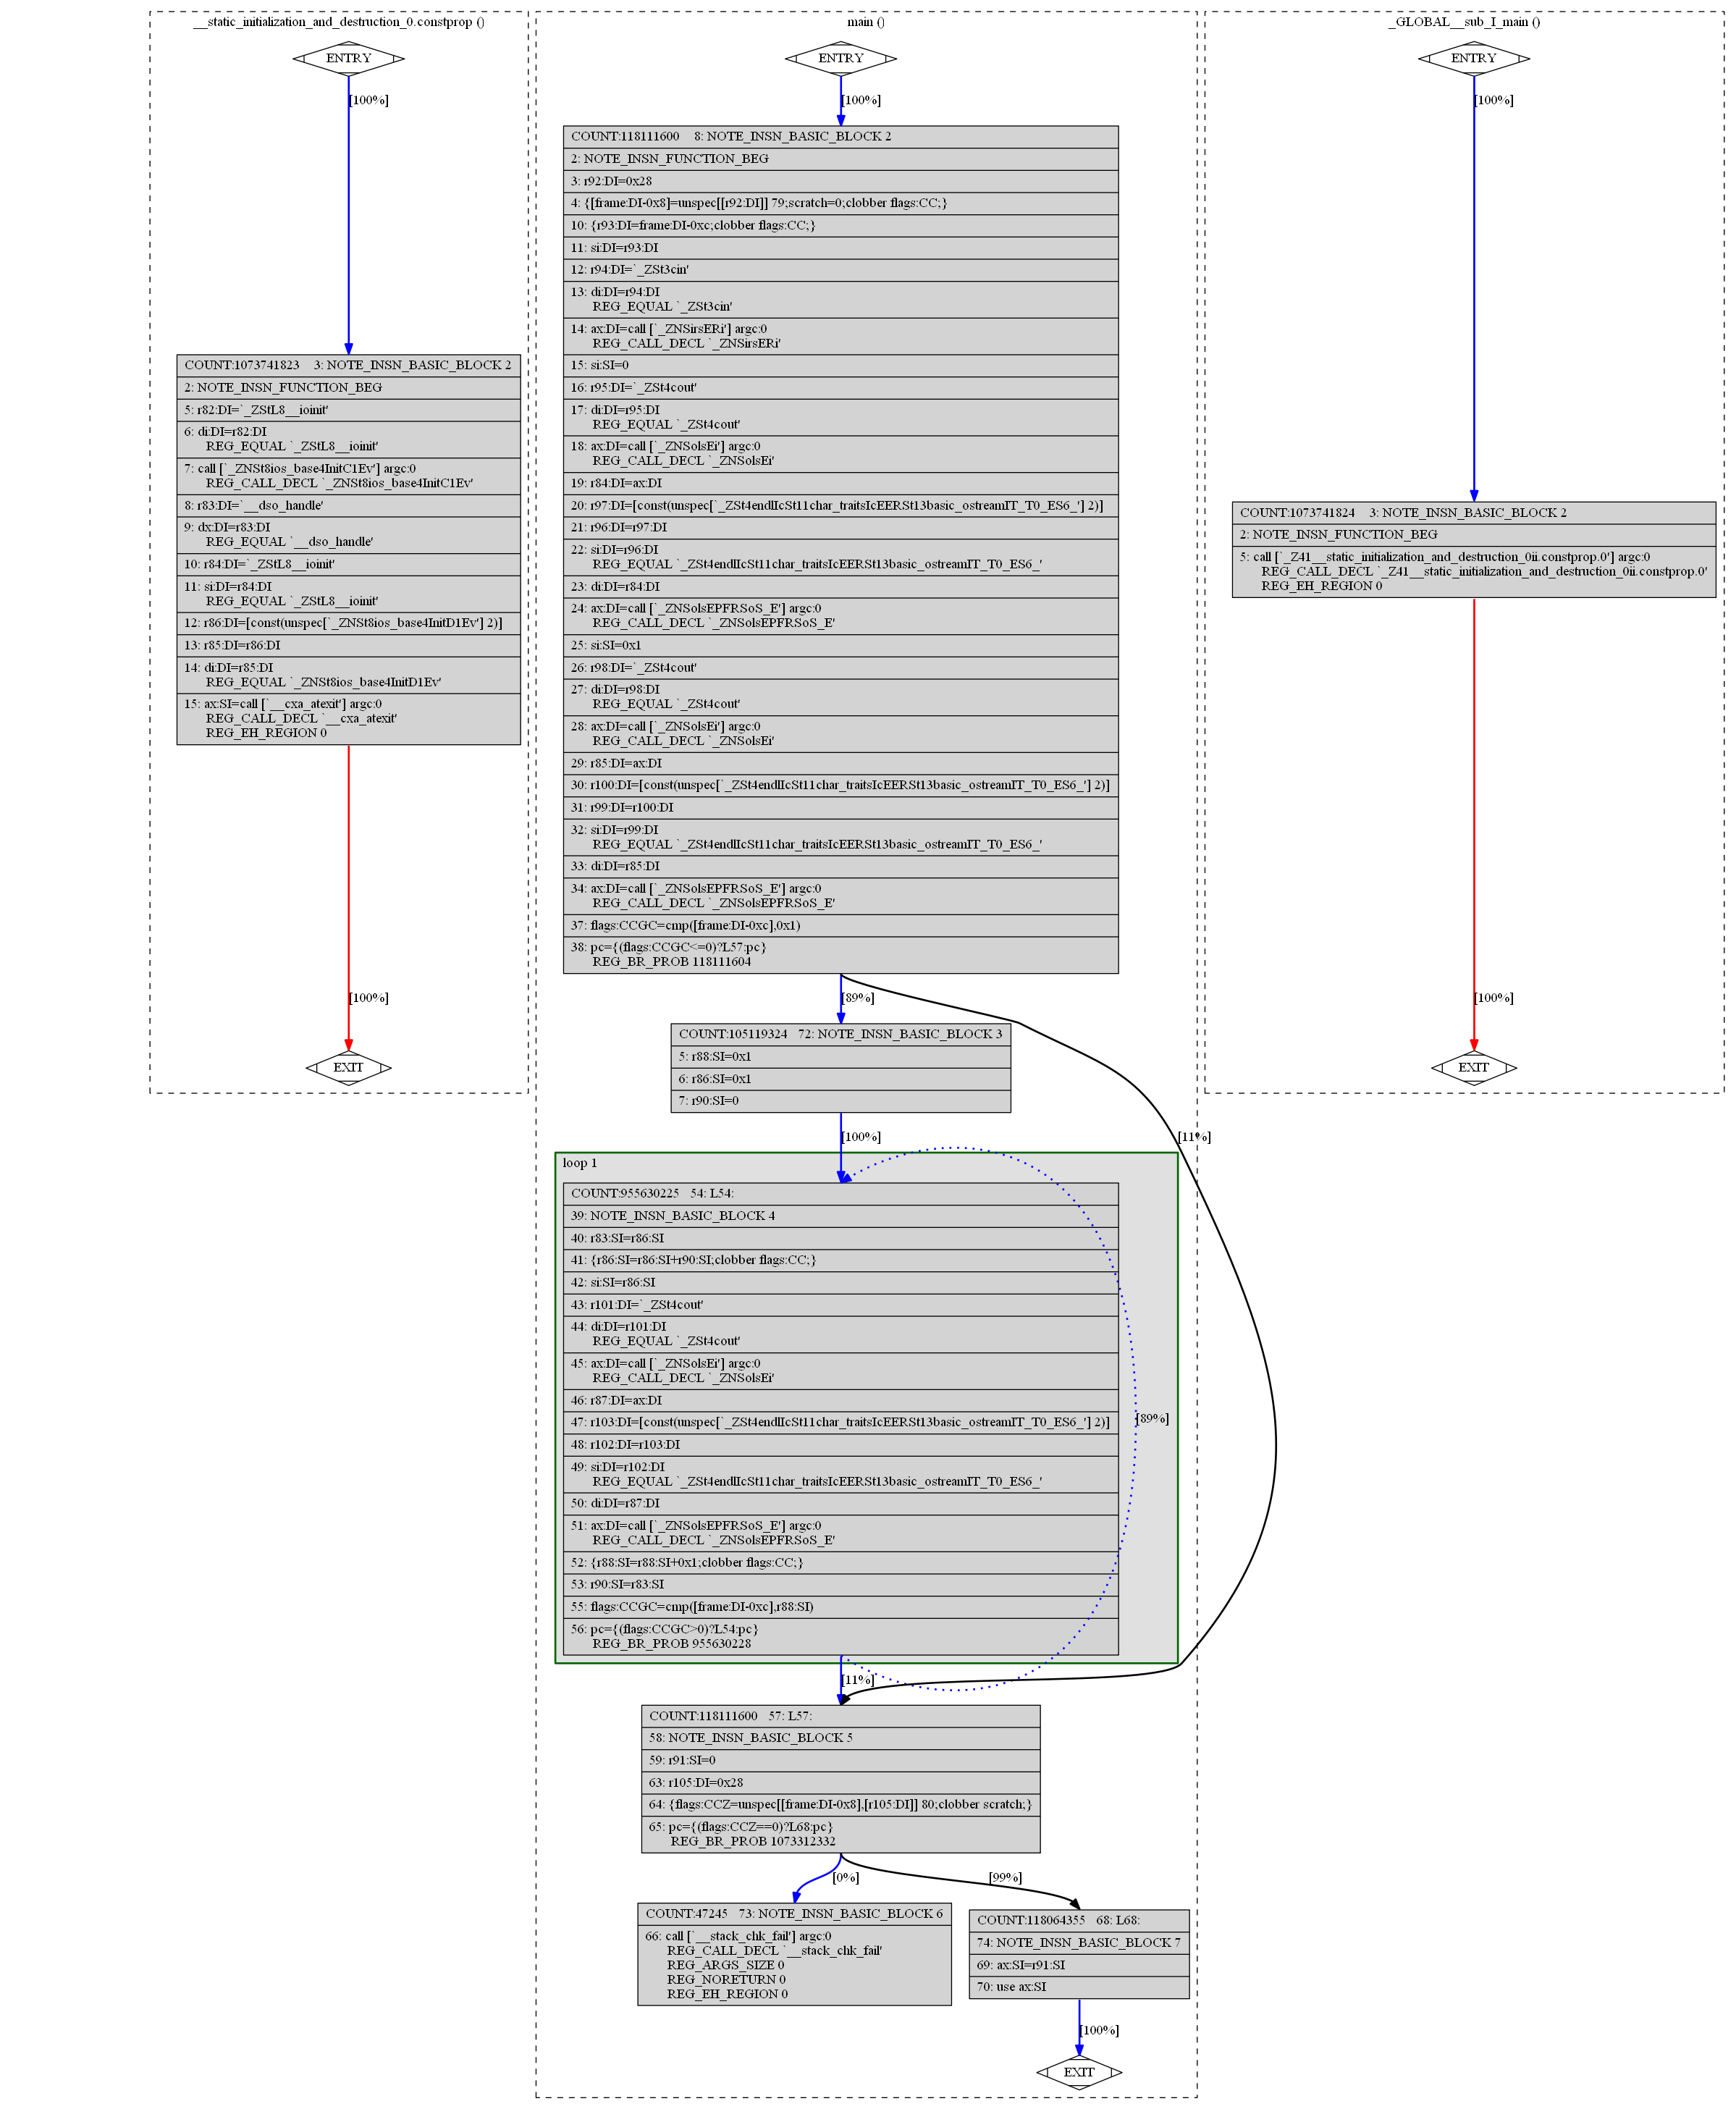 __static_initialization_and_destruction_0.constprop ()
ENTRY
[100%]
COUNT:1073741823 3: NOTE_INSN_BASIC_BLOCK 2
2: NOTE_INSN_FUNCTION_BEG
5: r82:DI=`_ZStL8__ioinit'
6: di:DI=r82:DI
REG_EQUAL `_ZStL8__ioinit'
7: call [`_ZNSt8ios_base4InitC1Ev'] argc:0
REG_CALL_DECL `_ZNSt8ios_base4InitC1Ev'
8: r83:DI=`__dso_handle'
9: dx:DI=r83:DI
REG_EQUAL `__dso_handle'
10: r84:DI=`_ZStL8__ioinit'
11: si:DI=r84:DI
REG_EQUAL `_ZStL8__ioinit'
12: r86:DI=[const(unspec[`_ZNSt8ios_base4InitD1Ev'] 2)]
13: r85:DI=r86:DI
14: di:DI=r85:DI
REG_EQUAL `_ZNSt8ios_base4InitD1Ev'
15: ax:SI=call [`__cxa_atexit'] argc:0
REG_CALL_DECL `__cxa_atexit'
REG_EH_REGION 0
[100%]
EXIT
main ()
ENTRY
[100%]
COUNT:118111600 8: NOTE_INSN_BASIC_BLOCK 2
2: NOTE_INSN_FUNCTION_BEG
3: r92:DI=0x28
4: {[frame:DI-0x8]=unspec[[r92:DI]] 79;scratch=0;clobber flags:CC;}
10: {r93:DI=frame:DI-0xc;clobber flags:CC;}
11: si:DI=r93:DI
12: r94:DI=`_ZSt3cin'
13: di:DI=r94:DI
REG_EQUAL `_ZSt3cin'
14: ax:DI=call [`_ZNSirsERi'] argc:0
REG_CALL_DECL `_ZNSirsERi'
15: si:SI=0
16: r95:DI=`_ZSt4cout'
17: di:DI=r95:DI
REG_EQUAL `_ZSt4cout'
18: ax:DI=call [`_ZNSolsEi'] argc:0
REG_CALL_DECL `_ZNSolsEi'
19: r84:DI=ax:DI
20: r97:DI=[const(unspec[`_ZSt4endlIcSt11char_traitsIcEERSt13basic_ostreamIT_T0_ES6_'] 2)]
21: r96:DI=r97:DI
22: si:DI=r96:DI
REG_EQUAL `_ZSt4endlIcSt11char_traitsIcEERSt13basic_ostreamIT_T0_ES6_'
23: di:DI=r84:DI
24: ax:DI=call [`_ZNSolsEPFRSoS_E'] argc:0
REG_CALL_DECL `_ZNSolsEPFRSoS_E'
25: si:SI=0x1
26: r98:DI=`_ZSt4cout'
27: di:DI=r98:DI
REG_EQUAL `_ZSt4cout'
28: ax:DI=call [`_ZNSolsEi'] argc:0
REG_CALL_DECL `_ZNSolsEi'
29: r85:DI=ax:DI
30: r100:DI=[const(unspec[`_ZSt4endlIcSt11char_traitsIcEERSt13basic_ostreamIT_T0_ES6_'] 2)]
31: r99:DI=r100:DI
32: si:DI=r99:DI
REG_EQUAL `_ZSt4endlIcSt11char_traitsIcEERSt13basic_ostreamIT_T0_ES6_'
33: di:DI=r85:DI
34: ax:DI=call [`_ZNSolsEPFRSoS_E'] argc:0
REG_CALL_DECL `_ZNSolsEPFRSoS_E'
37: flags:CCGC=cmp([frame:DI-0xc],0x1)
38: pc={(flags:CCGC<=0)?L57:pc}
REG_BR_PROB 118111604
[89%]
COUNT:105119324 72: NOTE_INSN_BASIC_BLOCK 3
5: r88:SI=0x1
6: r86:SI=0x1
7: r90:SI=0
[100%]
[11%]
loop 1
COUNT:955630225 54: L54:
39: NOTE_INSN_BASIC_BLOCK 4
40: r83:SI=r86:SI
41: {r86:SI=r86:SI+r90:SI;clobber flags:CC;}
42: si:SI=r86:SI
43: r101:DI=`_ZSt4cout'
44: di:DI=r101:DI
REG_EQUAL `_ZSt4cout'
45: ax:DI=call [`_ZNSolsEi'] argc:0
REG_CALL_DECL `_ZNSolsEi'
46: r87:DI=ax:DI
47: r103:DI=[const(unspec[`_ZSt4endlIcSt11char_traitsIcEERSt13basic_ostreamIT_T0_ES6_'] 2)]
48: r102:DI=r103:DI
49: si:DI=r102:DI
REG_EQUAL `_ZSt4endlIcSt11char_traitsIcEERSt13basic_ostreamIT_T0_ES6_'
50: di:DI=r87:DI
51: ax:DI=call [`_ZNSolsEPFRSoS_E'] argc:0
REG_CALL_DECL `_ZNSolsEPFRSoS_E'
52: {r88:SI=r88:SI+0x1;clobber flags:CC;}
53: r90:SI=r83:SI
55: flags:CCGC=cmp([frame:DI-0xc],r88:SI)
56: pc={(flags:CCGC>0)?L54:pc}
REG_BR_PROB 955630228
[89%]
[11%]
COUNT:118111600 57: L57:
58: NOTE_INSN_BASIC_BLOCK 5
59: r91:SI=0
63: r105:DI=0x28
64: {flags:CCZ=unspec[[frame:DI-0x8],[r105:DI]] 80;clobber scratch;}
65: pc={(flags:CCZ==0)?L68:pc}
REG_BR_PROB 1073312332
[0%]
[99%]
COUNT:47245 73: NOTE_INSN_BASIC_BLOCK 6
66: call [`__stack_chk_fail'] argc:0
REG_CALL_DECL `__stack_chk_fail'
REG_ARGS_SIZE 0
REG_NORETURN 0
REG_EH_REGION 0
COUNT:118064355 68: L68:
74: NOTE_INSN_BASIC_BLOCK 7
69: ax:SI=r91:SI
70: use ax:SI
[100%]
EXIT
_GLOBAL__sub_I_main ()
ENTRY
[100%]
COUNT:1073741824 3: NOTE_INSN_BASIC_BLOCK 2
2: NOTE_INSN_FUNCTION_BEG
5: call [`_Z41__static_initialization_and_destruction_0ii.constprop.0'] argc:0
REG_CALL_DECL `_Z41__static_initialization_and_destruction_0ii.constprop.0'
REG_EH_REGION 0
[100%]
EXIT